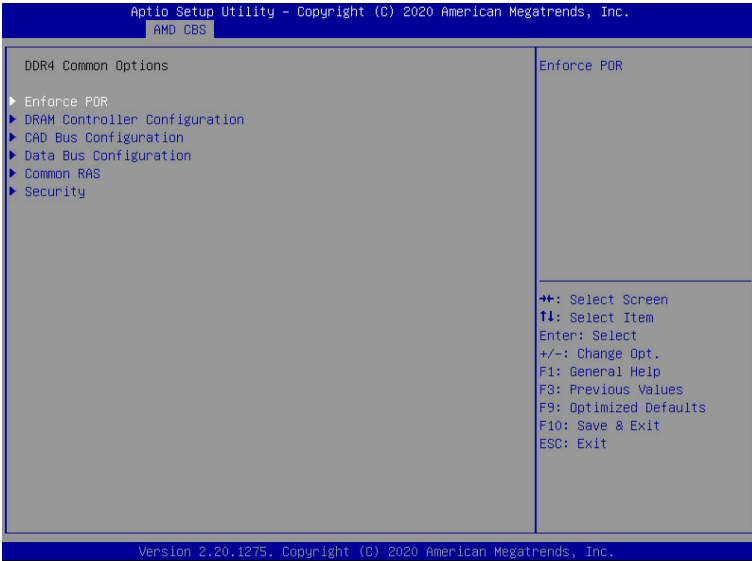 Aptio Setup Utility – Copyright (C) 2020 American Megatrends, Inc.
AMD CBS
DDR4 Common Options
Enforce POR
DRAM Controller Configuration
CAD Bus Configuration
Data Bus Configuration
Common RAS
Security
Enforce POR
→←: Select Screen
↑↓: Select Item
Enter: Select
+/-: Change Opt.
F1: General Help
F3: Previous Values
F9: Optimized Defaults
F10: Save & Exit
ESC: Exit
Version 2.20.1275. Copyright (C) 2020 American Megatrends, Inc.